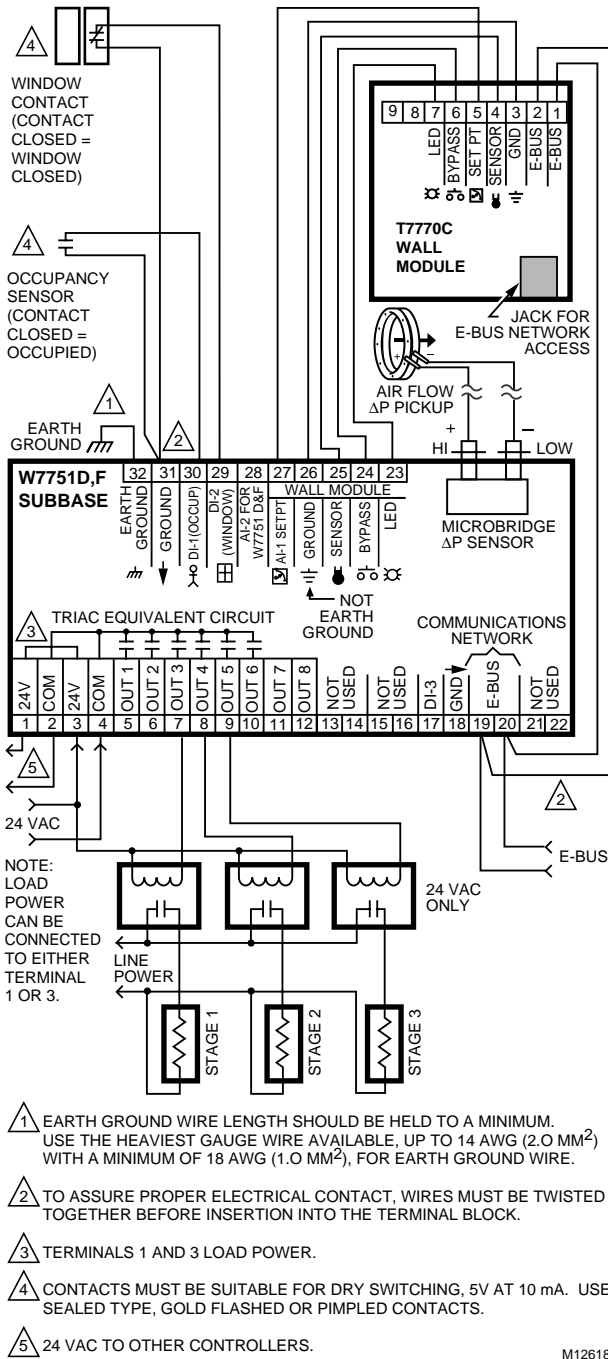 4
WINDOW
CONTACT
(CONTACT
CLOSED =
WINDOW
CLOSED)
9 8 7 6 5 4 3 2 1
LED
BYPASS
SET PT
SENSOR
GND
E-BUS
E-BUS
T7770C
WALL
MODULE
JACK FOR
E-BUS NETWORK
ACCESS
4
OCCUPANCY
SENSOR
(CONTACT
CLOSED =
OCCUPIED)
+ –
AIR FLOW
ΔP PICKUP
+ –
HI LOW
MICROBRIDGE
ΔP SENSOR
1
EARTH
GROUND
2
W7751D,F
SUBBASE
32 31 30 29 28 27 26 25 24 23
EARTH
GROUND
GROUND
DI-1(OCCUP)
DI-2
(WINDOW)
AI-2 FOR
W7751 D&F
WALL MODULE
AI-1 SETPT
GROUND
SENSOR
BYPASS
LED
NOT
EARTH
GROUND
3
TRIAC EQUIVALENT CIRCUIT
COMMUNICATIONS
NETWORK
24V
COM
24V
COM
OUT 1
OUT 2
OUT 3
OUT 4
OUT 5
OUT 6
OUT 7
OUT 8
NOT
USED
NOT
USED
DI-3
GND
E-BUS
NOT
USED
1 2 3 4 5 6 7 8 9 10 11 12 13 14 15 16 17 18 19 20 21 22
5
2
24 VAC
E-BUS
NOTE:
LOAD
POWER
CAN BE
CONNECTED
TO EITHER
TERMINAL
1 OR 3.
24 VAC
ONLY
LINE
POWER
STAGE 1
STAGE 2
STAGE 3
1 EARTH GROUND WIRE LENGTH SHOULD BE HELD TO A MINIMUM.
USE THE HEAVIEST GAUGE WIRE AVAILABLE, UP TO 14 AWG (2.O MM²)
WITH A MINIMUM OF 18 AWG (1.O MM²), FOR EARTH GROUND WIRE.
2 TO ASSURE PROPER ELECTRICAL CONTACT, WIRES MUST BE TWISTED
TOGETHER BEFORE INSERTION INTO THE TERMINAL BLOCK.
3 TERMINALS 1 AND 3 LOAD POWER.
4 CONTACTS MUST BE SUITABLE FOR DRY SWITCHING, 5V AT 10 mA. USE
SEALED TYPE, GOLD FLASHED OR PIMPLED CONTACTS.
5 24 VAC TO OTHER CONTROLLERS.
M12618